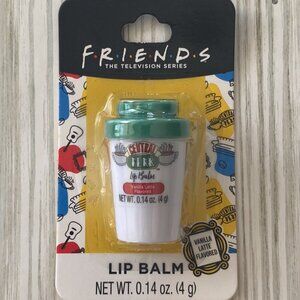 F·R·I·E·N·D·S
THE TELEVISION SERIES
CENTRAL
PERK
Lip Balm
Vanilla Latte
Flavored
NET WT. 0.14 oz. (4 g)
VANILLA
LATTE
FLAVORED
LIP BALM
NET WT. 0.14 oz. (4 g)